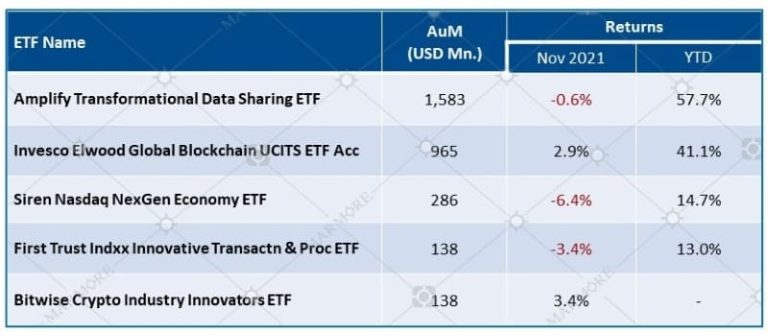 ETF Name AuM Returns
(USD Mn.) Nov 2021 YTD
Amplify Transformational Data Sharing ETF 1,583 -0.6% 57.7%
Invesco Elwood Global Blockchain UCITS ETF Acc 965 2.9% 41.1%
Siren Nasdaq NexGen Economy ETF 286 -6.4% 14.7%
First Trust Indxx Innovative Transactn & Proc ETF 138 -3.4% 13.0%
Bitwise Crypto Industry Innovators ETF 138 3.4% -
MARMORE